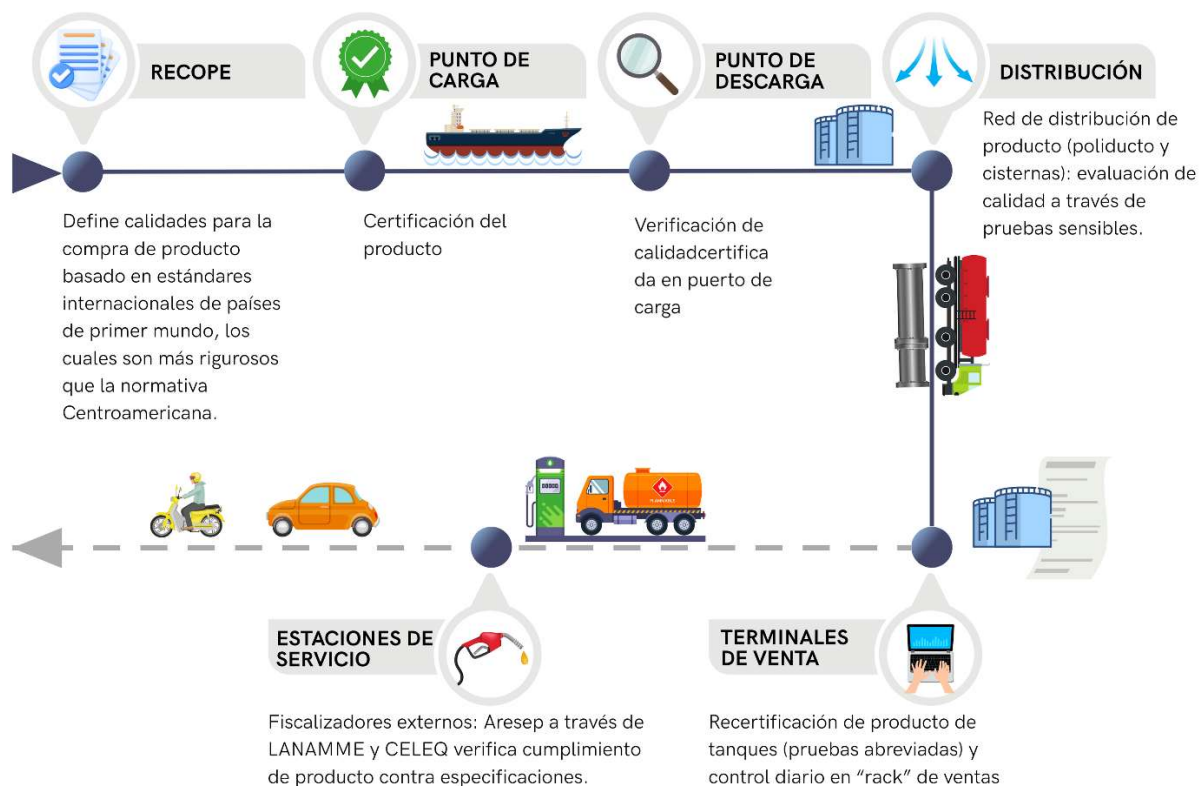 RECOPE
Define calidades para la
compra de producto
basado en estándares
internacionales de países
de primer mundo, los
cuales son más rigurosos
que la normativa
Centroamericana.
PUNTO DE
CARGA
Certificación del
producto
PUNTO DE
DESCARGA
Verificación de
calidadcertifica
da en puerto de
carga
DISTRIBUCIÓN
Red de distribución de
producto (poliducto y
cisternas): evaluación de
calidad a través de
pruebas sensibles.
TERMINALES
DE VENTA
Recertificación de producto de
tanques (pruebas abreviadas) y
control diario en “rack” de ventas
ESTACIONES DE
SERVICIO
Fiscalizadores externos: Aresep a través de
LANAMME y CELEQ verifica cumplimiento
de producto contra especificaciones.